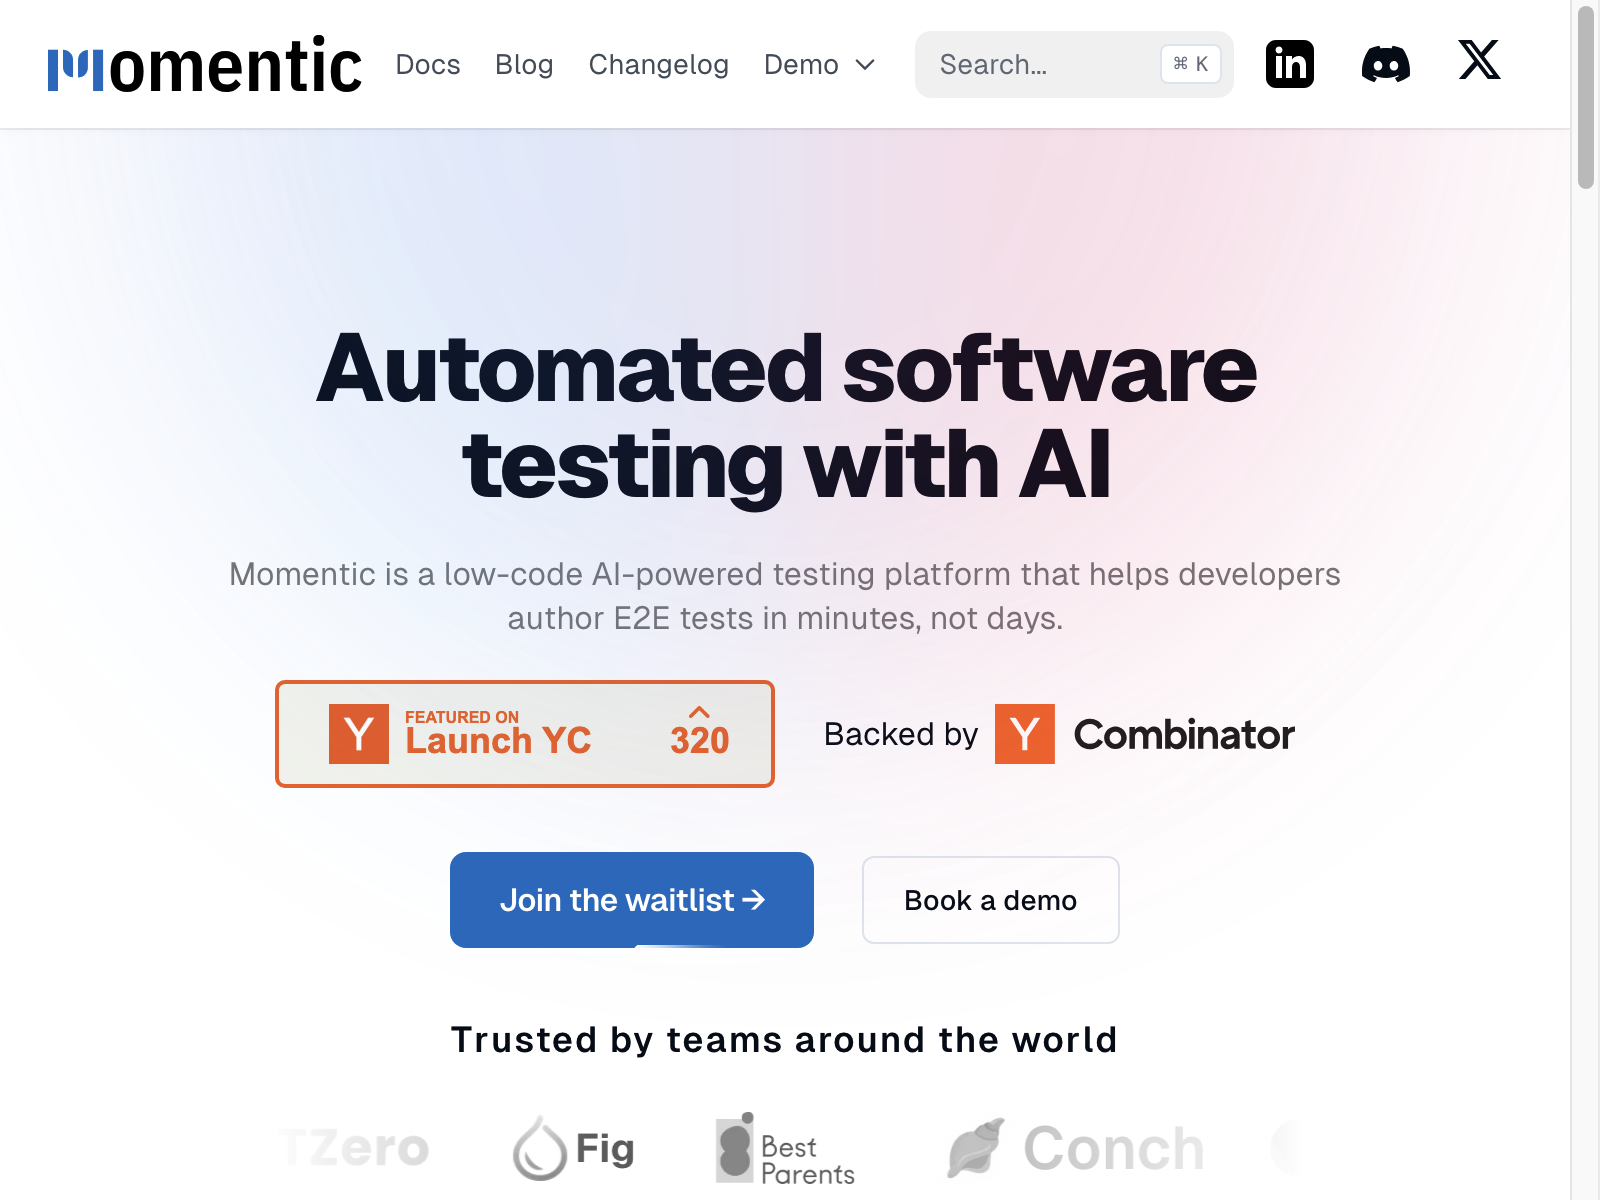 momentic
Docs Blog Changelog Demo
Search... ⌘ K
in
X
Automated software
testing with AI
Momentic is a low-code AI-powered testing platform that helps developers
author E2E tests in minutes, not days.
Y FEATURED ON
Launch YC
320
Backed by Y Combinator
Join the waitlist →
Book a demo
Trusted by teams around the world
TZero
Fig
Best
Parents
Conch